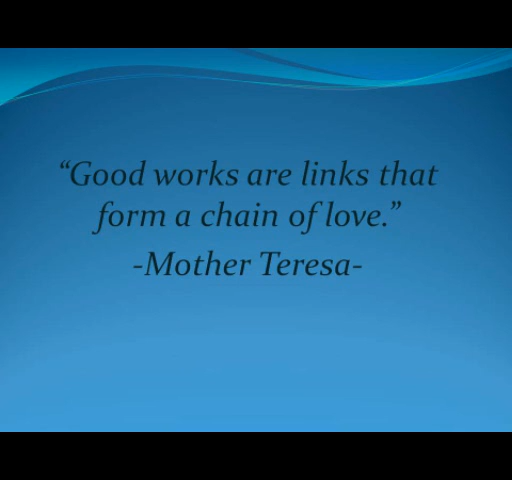 “Good works are links that
form a chain of love.”
-Mother Teresa-